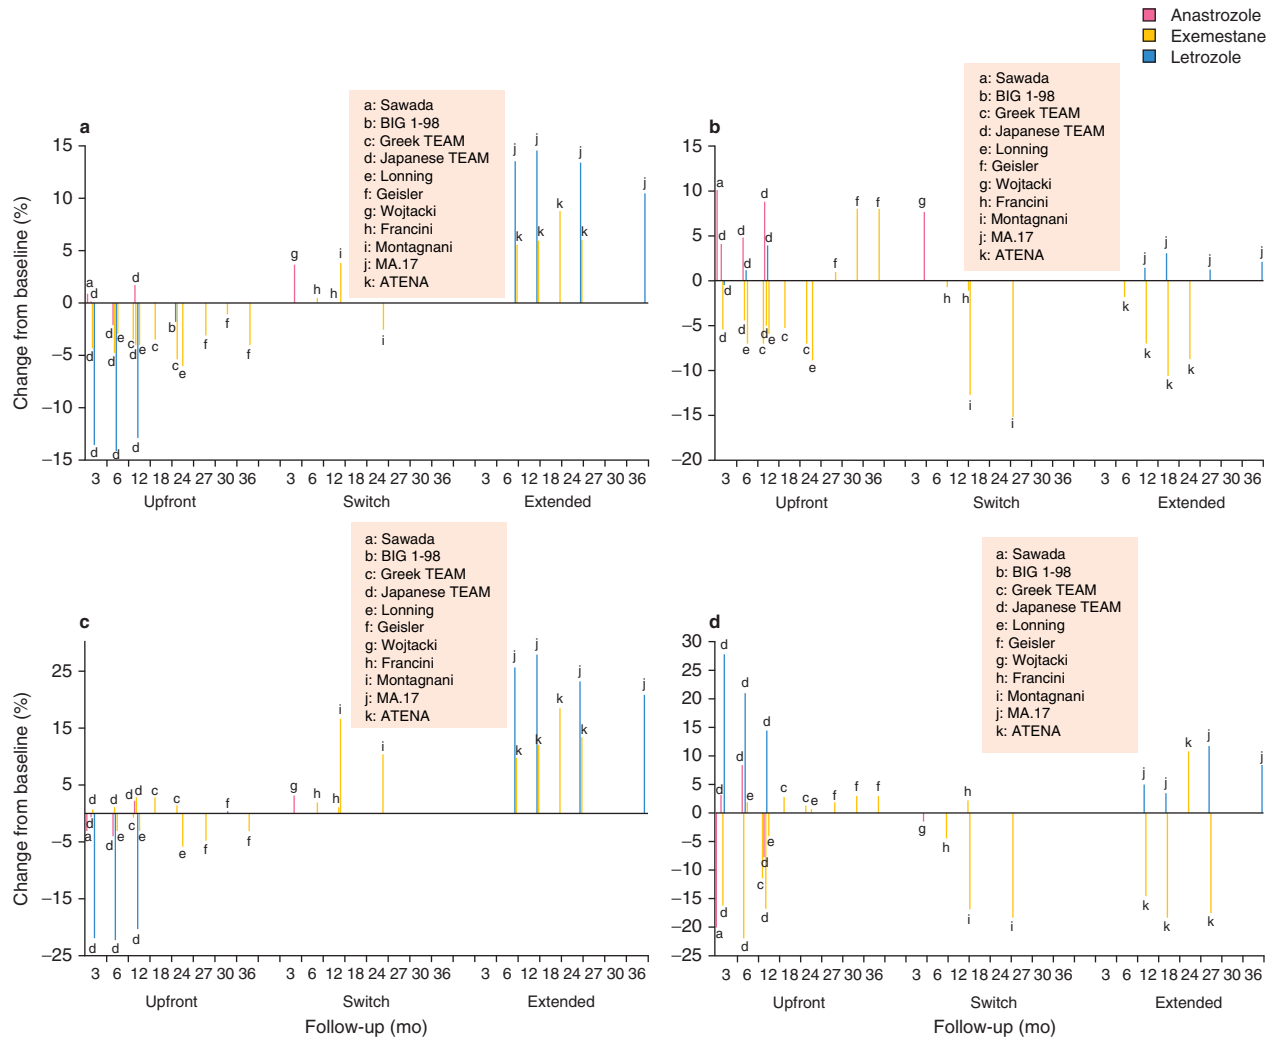 Anastrozole
Exemestane
Letrozole
a
a: Sawada
b: BIG 1-98
c: Greek TEAM
d: Japanese TEAM
e: Lonning
f: Geisler
g: Wojtacki
h: Francini
i: Montagnani
j: MA.17
k: ATENA
Change from baseline (%)
15
10
5
0
−5
−10
−15
a d d g h h i j j k j j k k k
d d d d e d c d e c b c e f f f i
d d d
3 6 12 18 24 27 30 36 3 6 12 18 24 27 30 36 3 6 12 18 24 27 30 36
Upfront Switch Extended
b
a: Sawada
b: BIG 1-98
c: Greek TEAM
d: Japanese TEAM
e: Lonning
f: Geisler
g: Wojtacki
h: Francini
i: Montagnani
j: MA.17
k: ATENA
15
10
5
0
−5
−10
−15
−20
a d d d d d f f f g j j j j
d d d e c d e c c e h h i i k k k k
3 6 12 18 24 27 30 36 3 6 12 18 24 27 30 36 3 6 12 18 24 27 30 36
Upfront Switch Extended
c
a: Sawada
b: BIG 1-98
c: Greek TEAM
d: Japanese TEAM
e: Lonning
f: Geisler
g: Wojtacki
h: Francini
i: Montagnani
j: MA.17
k: ATENA
Change from baseline (%)
25
15
5
−5
−15
−25
d d d d c c f g h h i i j k j k k j k j
a d d d e c d e e f f
d d d
3 6 12 18 24 27 30 36 3 6 12 18 24 27 30 36 3 6 12 18 24 27 30 36
Upfront Switch Extended
Follow-up (mo)
d
a: Sawada
b: BIG 1-98
c: Greek TEAM
d: Japanese TEAM
e: Lonning
f: Geisler
g: Wojtacki
h: Francini
i: Montagnani
j: MA.17
k: ATENA
30
25
20
15
10
5
0
−5
−10
−15
−20
−25
d d d d d e c c e f f f h j j k j j
a d d c d d e g h i i k k k
3 6 12 18 24 27 30 36 3 6 12 18 24 27 30 36 3 6 12 18 24 27 30 36
Upfront Switch Extended
Follow-up (mo)